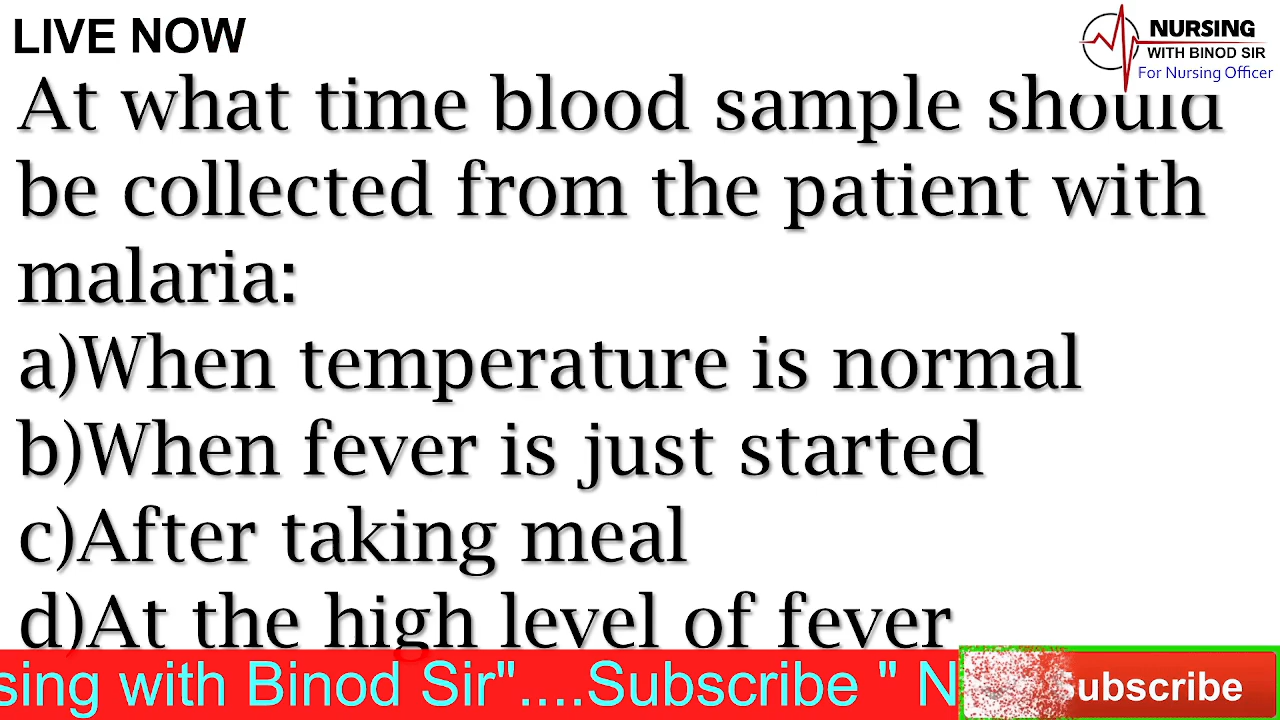 LIVE NOW
NURSING
WITH BINOD SIR
For Nursing Officer
At what time blood sample should
be collected from the patient with
malaria:
a)When temperature is normal
b)When fever is just started
c)After taking meal
d)At the high level of fever
sing with Binod Sir"....Subscribe " N
Subscribe